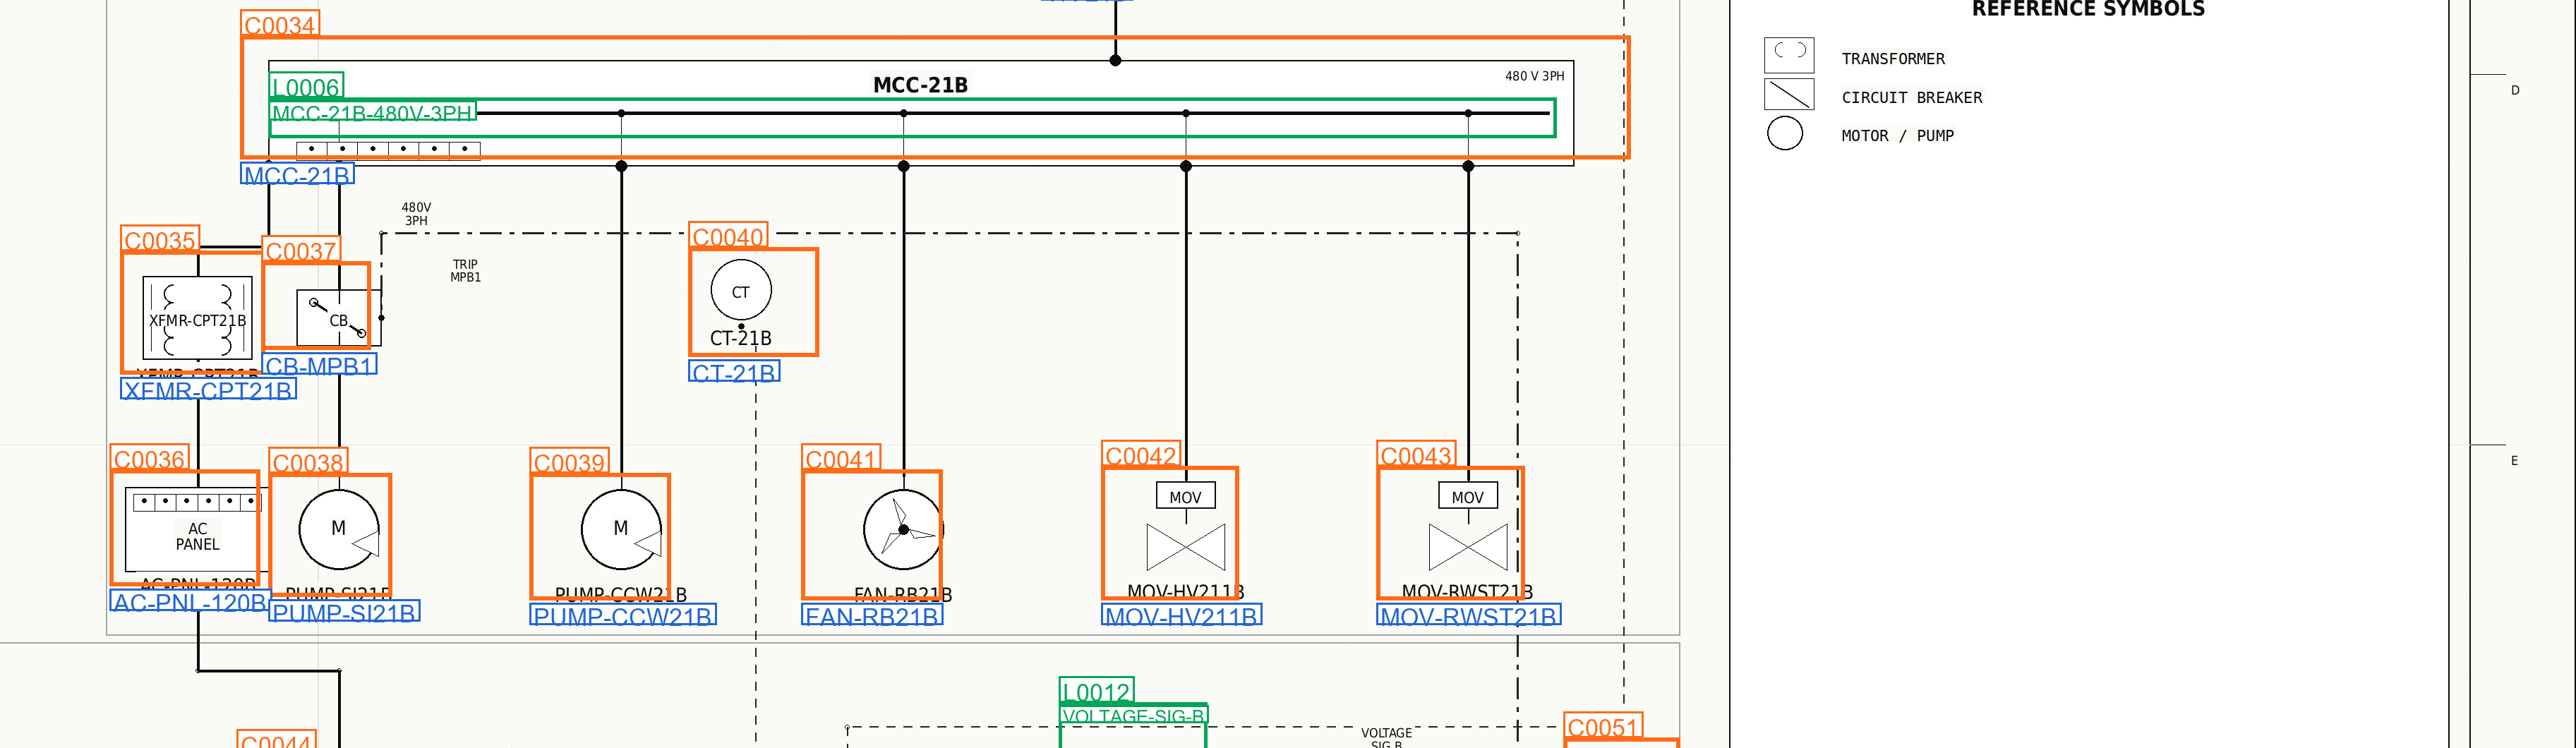 REFERENCE SYMBOLS
C0034
TRANSFORMER
L0006
MCC-21B
480 V 3PH
CIRCUIT BREAKER
MCC-21B-480V-3PH
MOTOR / PUMP
MCC-21B
D
480V
3PH
C0035
C0037
C0040
TRIP
MPB1
CT
XFMR-CPT21B
CB
CT-21B
CB-MPB1
CT-21B
XFMR-CPT21B
XFMR-CPT21B
C0036
C0038
C0039
C0041
C0042
C0043
E
MOV
MOV
AC
PANEL
M
M
AC-PNL-120B
PUMP-SI21B
PUMP-CCW21B
FAN-RB21B
MOV-HV211B
MOV-RWST21B
AC-PNL-120B
PUMP-SI21B
PUMP-CCW21B
FAN-RB21B
MOV-HV211B
MOV-RWST21B
L0012
VOLTAGE-SIG-B
C0051
C0044
VOLTAGE
SIG B